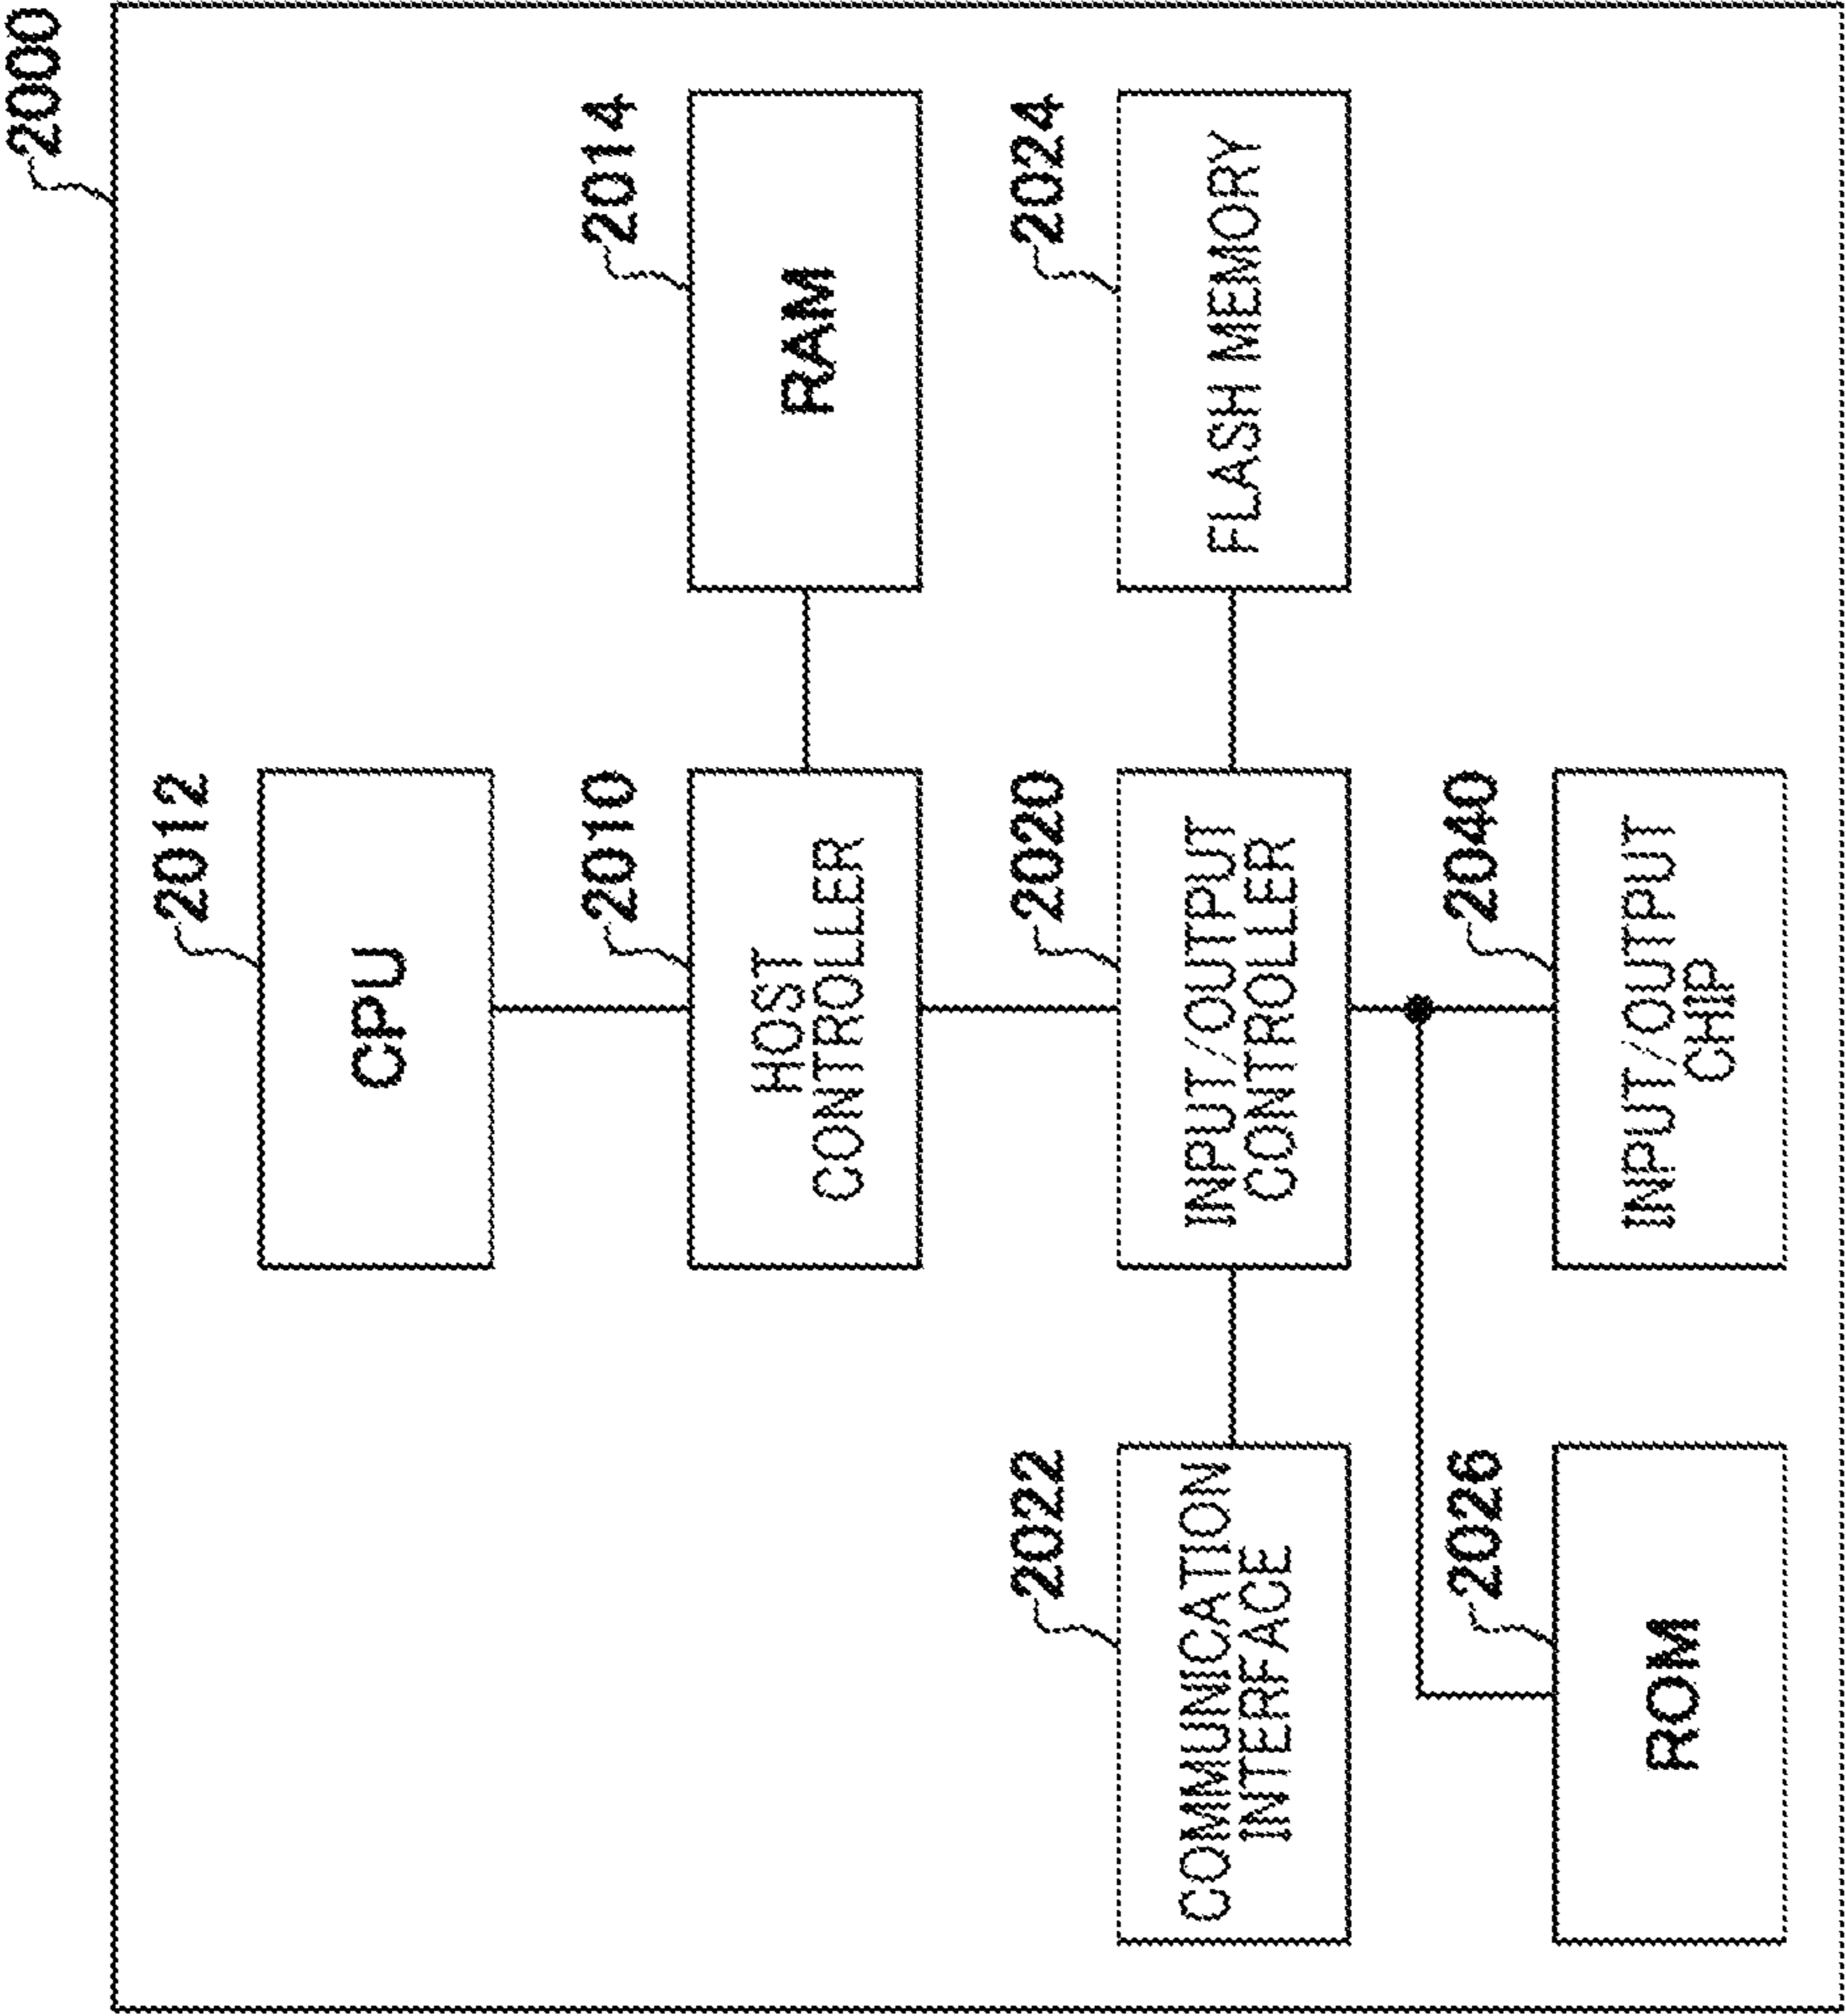 2000
2012
CPU
2010
HOST
CONTROLLER
2014
RAM
2022
COMMUNICATION
INTERFACE
2020
INPUT/OUTPUT
CONTROLLER
2024
FLASH MEMORY
2026
ROM
2040
INPUT/OUTPUT
CHIP